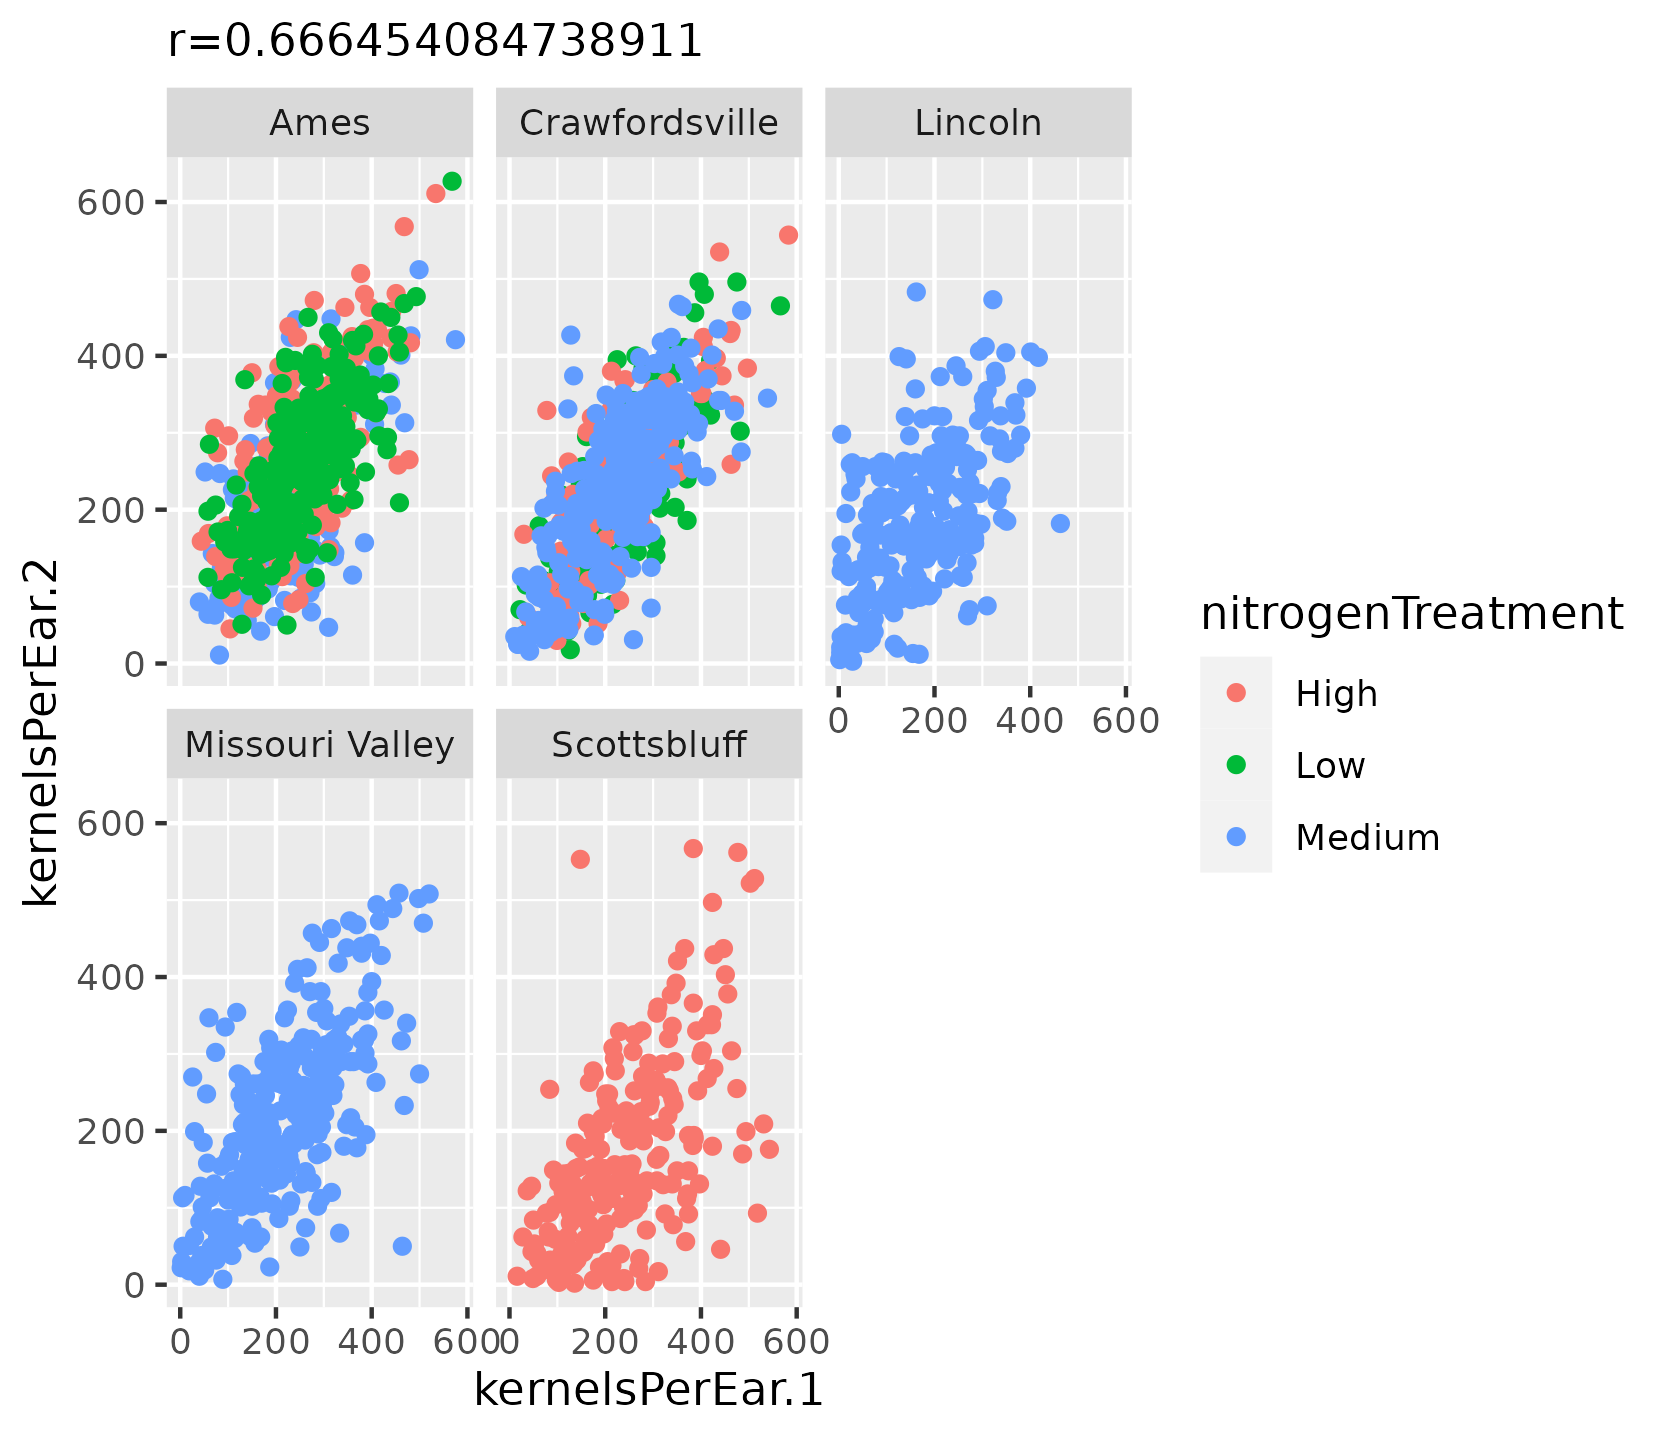 r=0.666454084738911
Ames
Crawfordsville
Lincoln
600
400
200
0
0 200 400 600
Missouri Valley
Scottsbluff
600
400
200
0
0 200 400 600
0 200 400 600
kernelsPerEar.1
kernelsPerEar.2
nitrogenTreatment
High
Low
Medium